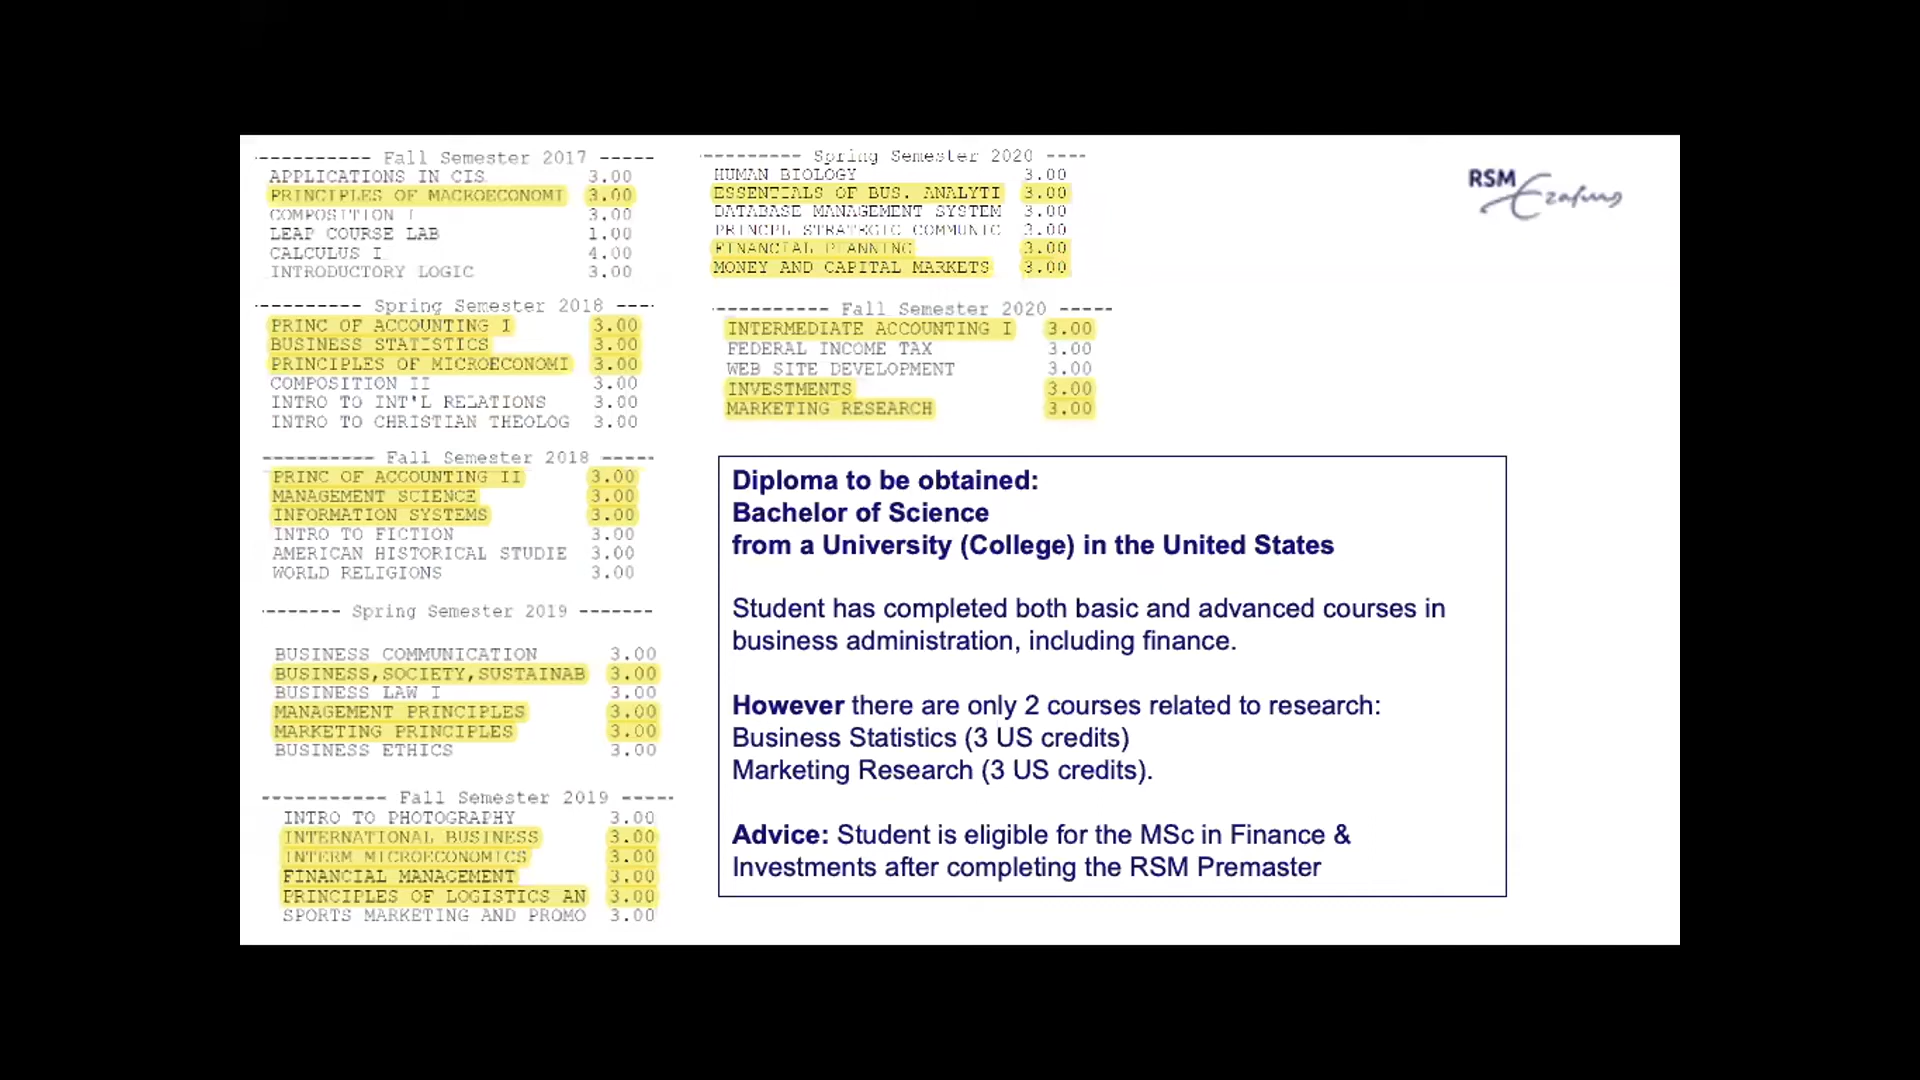 ---------- Fall Semester 2017 -----
APPLICATIONS IN CIS 3.00
PRINCIPLES OF MACROECONOMI 3.00
COMPOSITION I 3.00
LEAP COURSE LAB 1.00
CALCULUS I 4.00
INTRODUCTORY LOGIC 3.00
--------- Spring Semester 2018 ----
PRINC OF ACCOUNTING I 3.00
BUSINESS STATISTICS 3.00
PRINCIPLES OF MICROECONOMI 3.00
COMPOSITION II 3.00
INTRO TO INT'L RELATIONS 3.00
INTRO TO CHRISTIAN THEOLOG 3.00
---------- Fall Semester 2018 -----
PRINC OF ACCOUNTING II 3.00
MANAGEMENT SCIENCE 3.00
INFORMATION SYSTEMS 3.00
INTRO TO FICTION 3.00
AMERICAN HISTORICAL STUDIE 3.00
WORLD RELIGIONS 3.00
------- Spring Semester 2019 -------
BUSINESS COMMUNICATION 3.00
BUSINESS,SOCIETY,SUSTAINAB 3.00
BUSINESS LAW I 3.00
MANAGEMENT PRINCIPLES 3.00
MARKETING PRINCIPLES 3.00
BUSINESS ETHICS 3.00
----------- Fall Semester 2019 -----
INTRO TO PHOTOGRAPHY 3.00
INTERNATIONAL BUSINESS 3.00
INTERM MICROECONOMICS 3.00
FINANCIAL MANAGEMENT 3.00
PRINCIPLES OF LOGISTICS AN 3.00
SPORTS MARKETING AND PROMO 3.00
--------- Spring Semester 2020 ----
HUMAN BIOLOGY 3.00
ESSENTIALS OF BUS. ANALYTI 3.00
DATABASE MANAGEMENT SYSTEM 3.00
PRINCPL STRATEGIC COMMUNIC 3.00
FINANCIAL PLANNING 3.00
MONEY AND CAPITAL MARKETS 3.00
---------- Fall Semester 2020 -----
INTERMEDIATE ACCOUNTING I 3.00
FEDERAL INCOME TAX 3.00
WEB SITE DEVELOPMENT 3.00
INVESTMENTS 3.00
MARKETING RESEARCH 3.00
RSM Erasmus
Diploma to be obtained:
Bachelor of Science
from a University (College) in the United States
Student has completed both basic and advanced courses in
business administration, including finance.
However there are only 2 courses related to research:
Business Statistics (3 US credits)
Marketing Research (3 US credits).
Advice: Student is eligible for the MSc in Finance &
Investments after completing the RSM Premaster